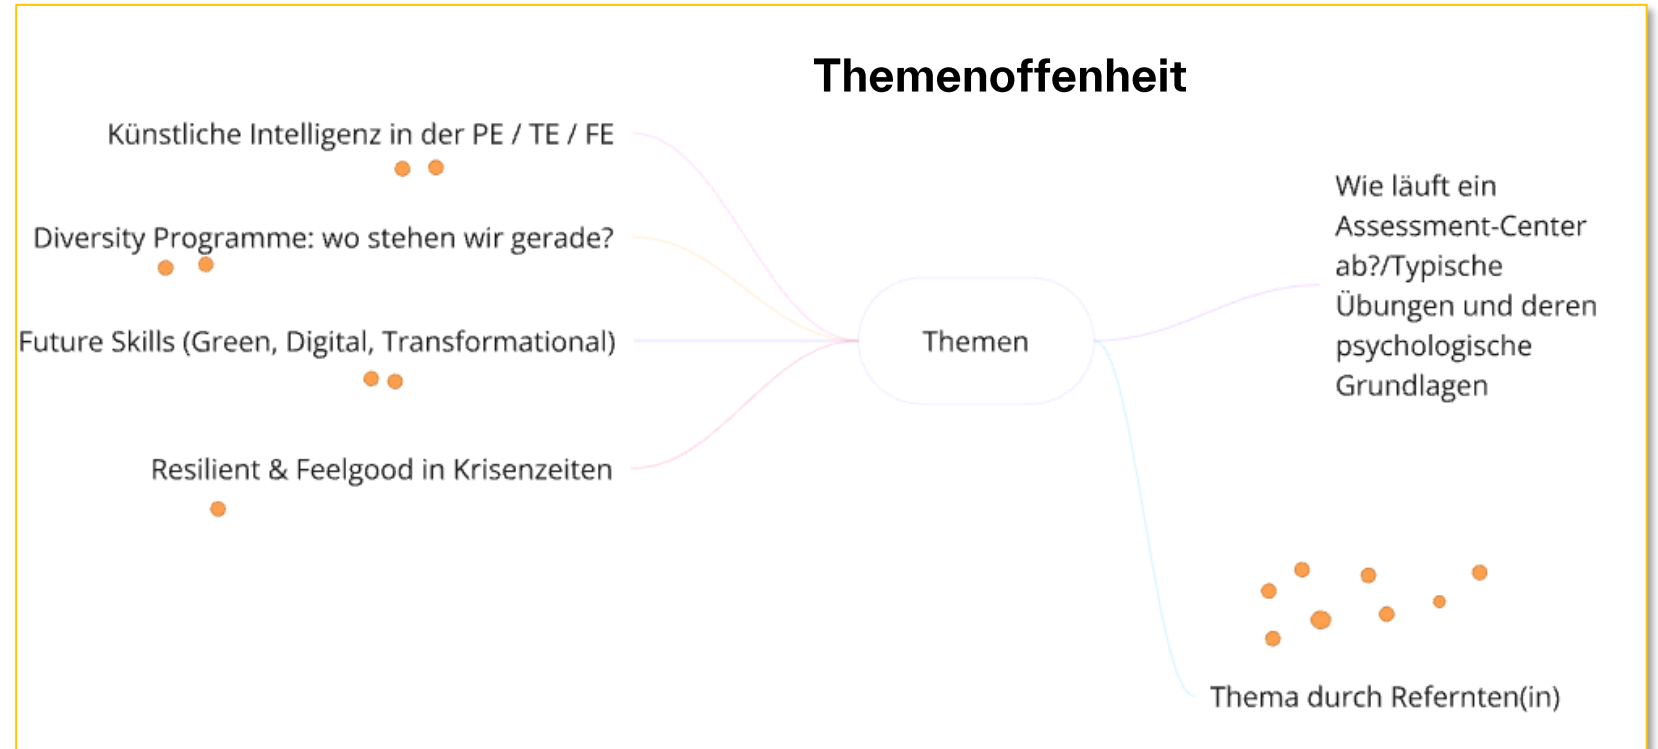 Themenoffenheit
Künstliche Intelligenz in der PE / TE / FE
Diversity Programme: wo stehen wir gerade?
Future Skills (Green, Digital, Transformational)
Resilient & Feelgood in Krisenzeiten
Themen
Wie läuft ein
Assessment-Center
ab?/Typische
Übungen und deren
psychologische
Grundlagen
Thema durch Refernten(in)